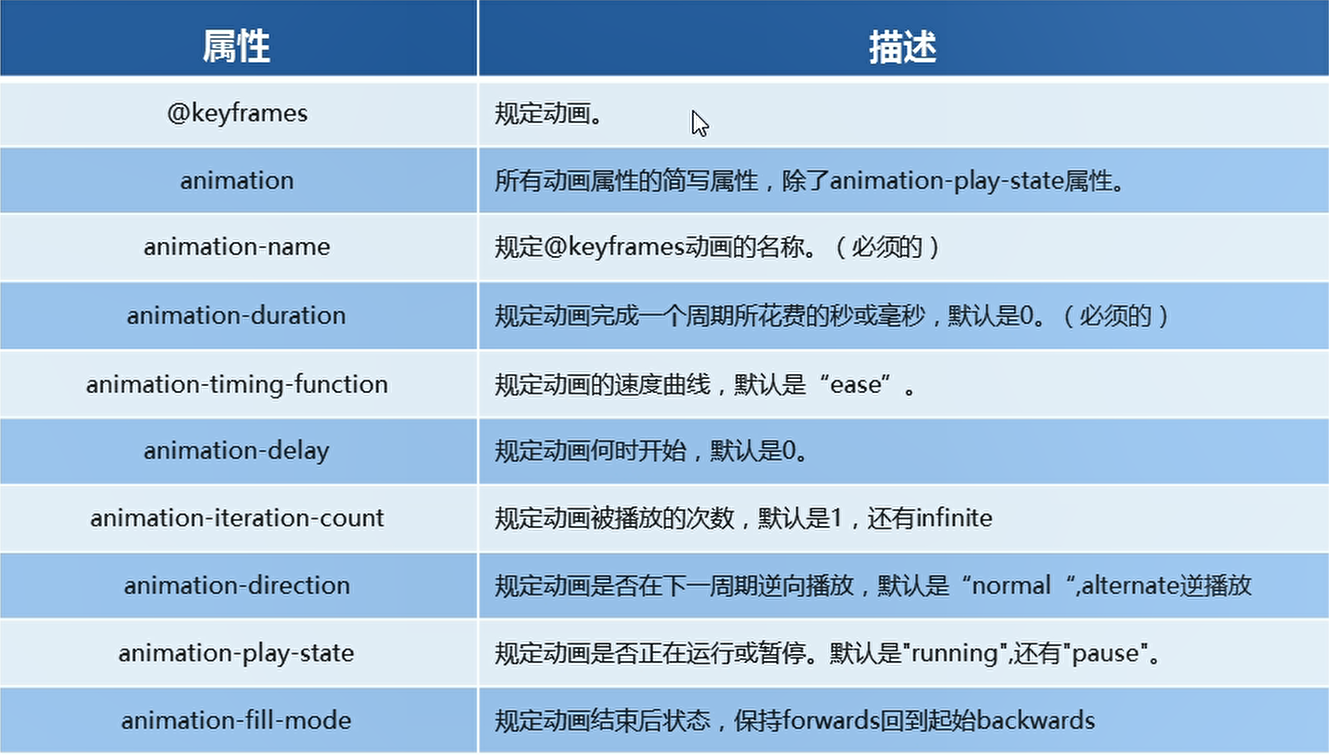 属性 描述
@keyframes 规定动画。
animation 所有动画属性的简写属性，除了animation-play-state属性。
animation-name 规定@keyframes动画的名称。（必须的）
animation-duration 规定动画完成一个周期所花费的秒或毫秒，默认是0。（必须的）
animation-timing-function 规定动画的速度曲线，默认是“ease”。
animation-delay 规定动画何时开始，默认是0。
animation-iteration-count 规定动画被播放的次数，默认是1，还有infinite
animation-direction 规定动画是否在下一周期逆向播放，默认是“normal“,alternate逆播放
animation-play-state 规定动画是否正在运行或暂停。默认是"running",还有"pause"。
animation-fill-mode 规定动画结束后状态，保持forwards回到起始backwards